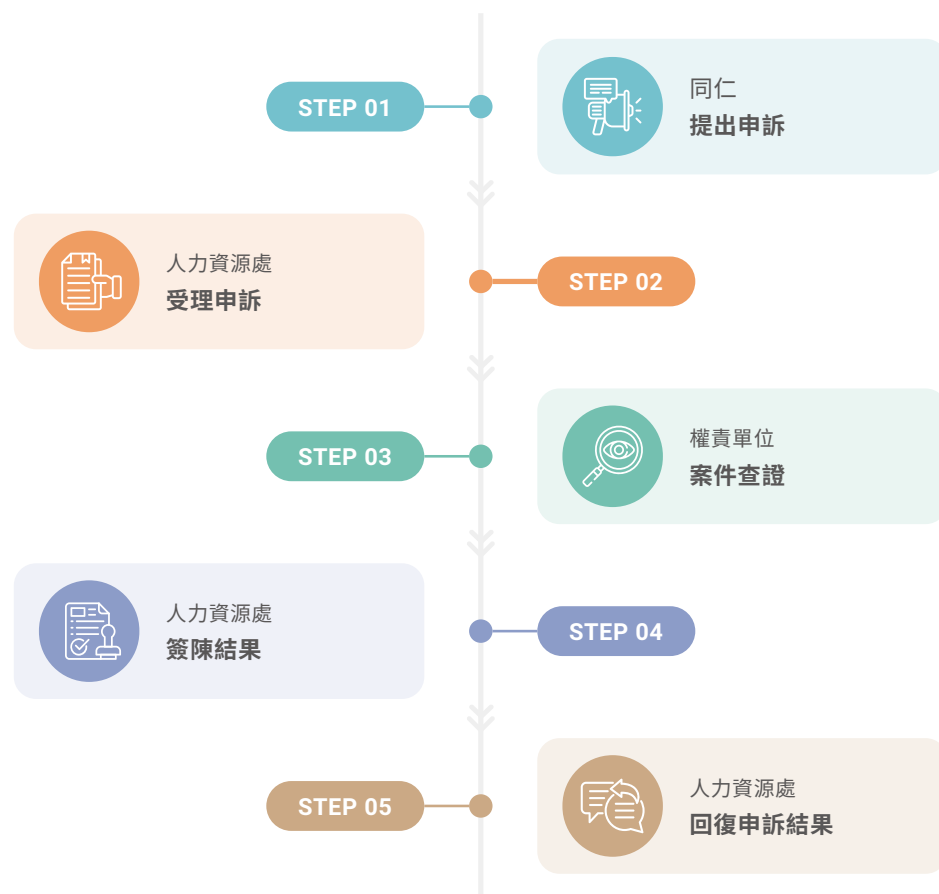 STEP 01
同仁
提出申訴
人力資源處
受理申訴
STEP 02
STEP 03
權責單位
案件查證
人力資源處
簽陳結果
STEP 04
STEP 05
人力資源處
回復申訴結果